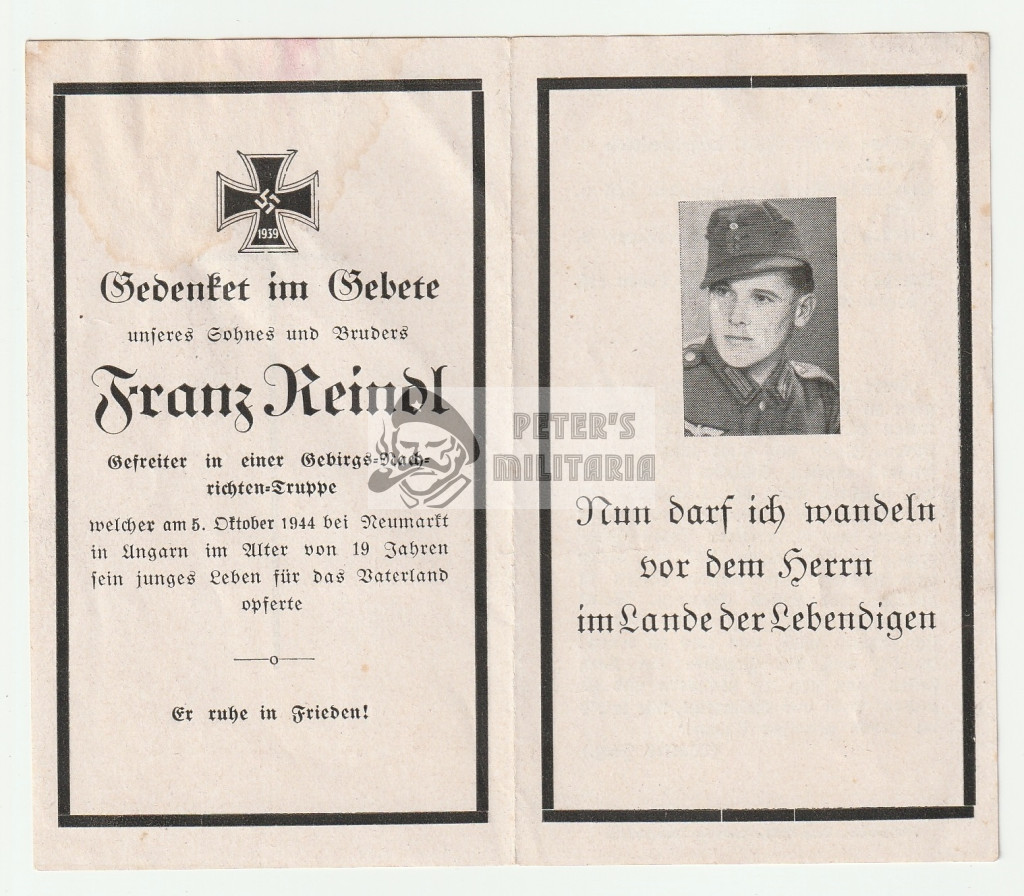 1939
Gedenket im Gebete
unseres Sohnes und Bruders
Franz Reindl
Gefreiter in einer Gebirgs-Nach-
richten-Truppe
welcher am 5. Oktober 1944 bei Neumarkt
in Ungarn im Alter von 19 Jahren
sein junges Leben für das Vaterland
opferte
Er ruhe in Frieden!
Nun darf ich wandeln
vor dem Herrn
im Lande der Lebendigen
PETER'S
MILITARIA